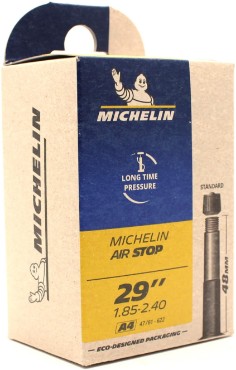 MICHELIN
LONG TIME
PRESSURE
STANDARD
MICHELIN
AIR STOP
48 MM
29"
1.85-2.40
A4 47/61 - 622
ECO-DESIGNED PACKAGING